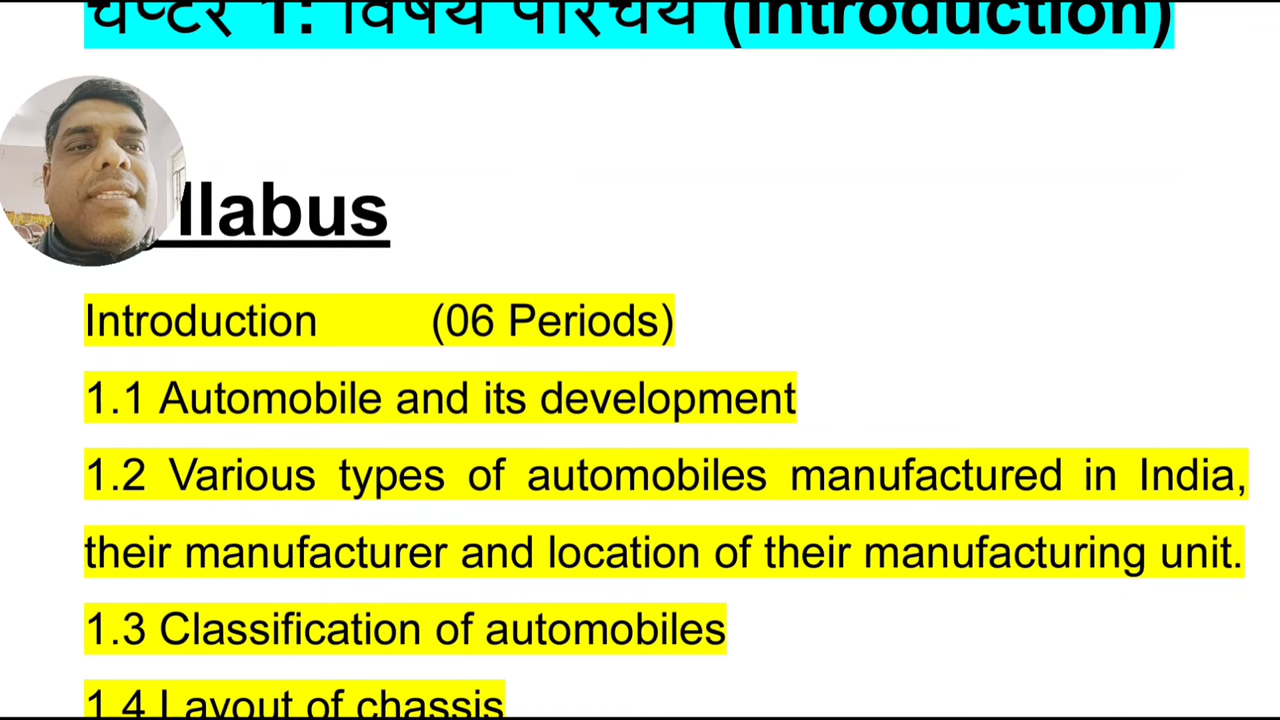 चैप्टर 1: विषय परिचय (Introduction)
llabus
Introduction (06 Periods)
1.1 Automobile and its development
1.2 Various types of automobiles manufactured in India,
their manufacturer and location of their manufacturing unit.
1.3 Classification of automobiles
1.4 Layout of chassis